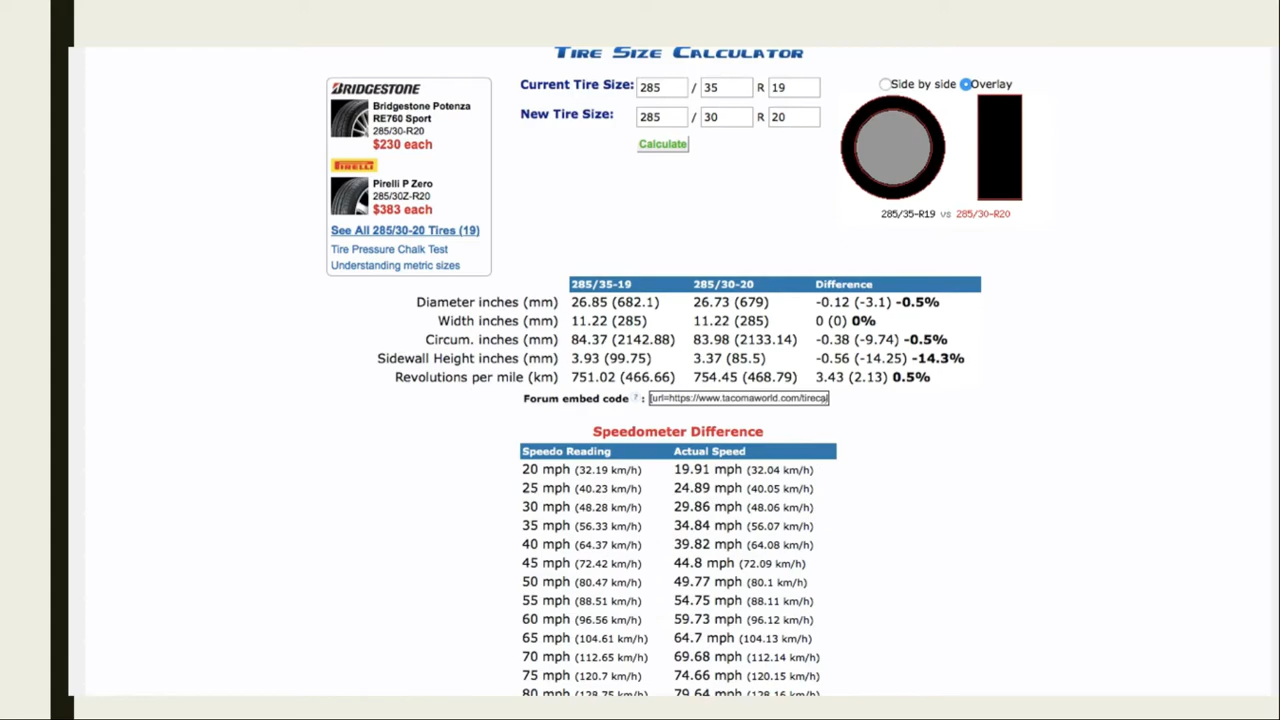 Tire Size Calculator
BRIDGESTONE
Bridgestone Potenza
RE760 Sport
285/30-R20
$230 each
PIRELLI
Pirelli P Zero
285/30Z-R20
$383 each
See All 285/30-20 Tires (19)
Tire Pressure Chalk Test
Understanding metric sizes
Current Tire Size: 285 / 35 R 19
New Tire Size: 285 / 30 R 20
Calculate
Side by side Overlay
285/35-R19 vs 285/30-R20
285/35-19 285/30-20 Difference
Diameter inches (mm) 26.85 (682.1) 26.73 (679) -0.12 (-3.1) -0.5%
Width inches (mm) 11.22 (285) 11.22 (285) 0 (0) 0%
Circum. inches (mm) 84.37 (2142.88) 83.98 (2133.14) -0.38 (-9.74) -0.5%
Sidewall Height inches (mm) 3.93 (99.75) 3.37 (85.5) -0.56 (-14.25) -14.3%
Revolutions per mile (km) 751.02 (466.66) 754.45 (468.79) 3.43 (2.13) 0.5%
Forum embed code ? : [url=https://www.tacomaworld.com/tirecal
Speedometer Difference
Speedo Reading Actual Speed
20 mph (32.19 km/h) 19.91 mph (32.04 km/h)
25 mph (40.23 km/h) 24.89 mph (40.05 km/h)
30 mph (48.28 km/h) 29.86 mph (48.06 km/h)
35 mph (56.33 km/h) 34.84 mph (56.07 km/h)
40 mph (64.37 km/h) 39.82 mph (64.08 km/h)
45 mph (72.42 km/h) 44.8 mph (72.09 km/h)
50 mph (80.47 km/h) 49.77 mph (80.1 km/h)
55 mph (88.51 km/h) 54.75 mph (88.11 km/h)
60 mph (96.56 km/h) 59.73 mph (96.12 km/h)
65 mph (104.61 km/h) 64.7 mph (104.13 km/h)
70 mph (112.65 km/h) 69.68 mph (112.14 km/h)
75 mph (120.7 km/h) 74.66 mph (120.15 km/h)
80 mph (128.75 km/h) 79.64 mph (128.16 km/h)